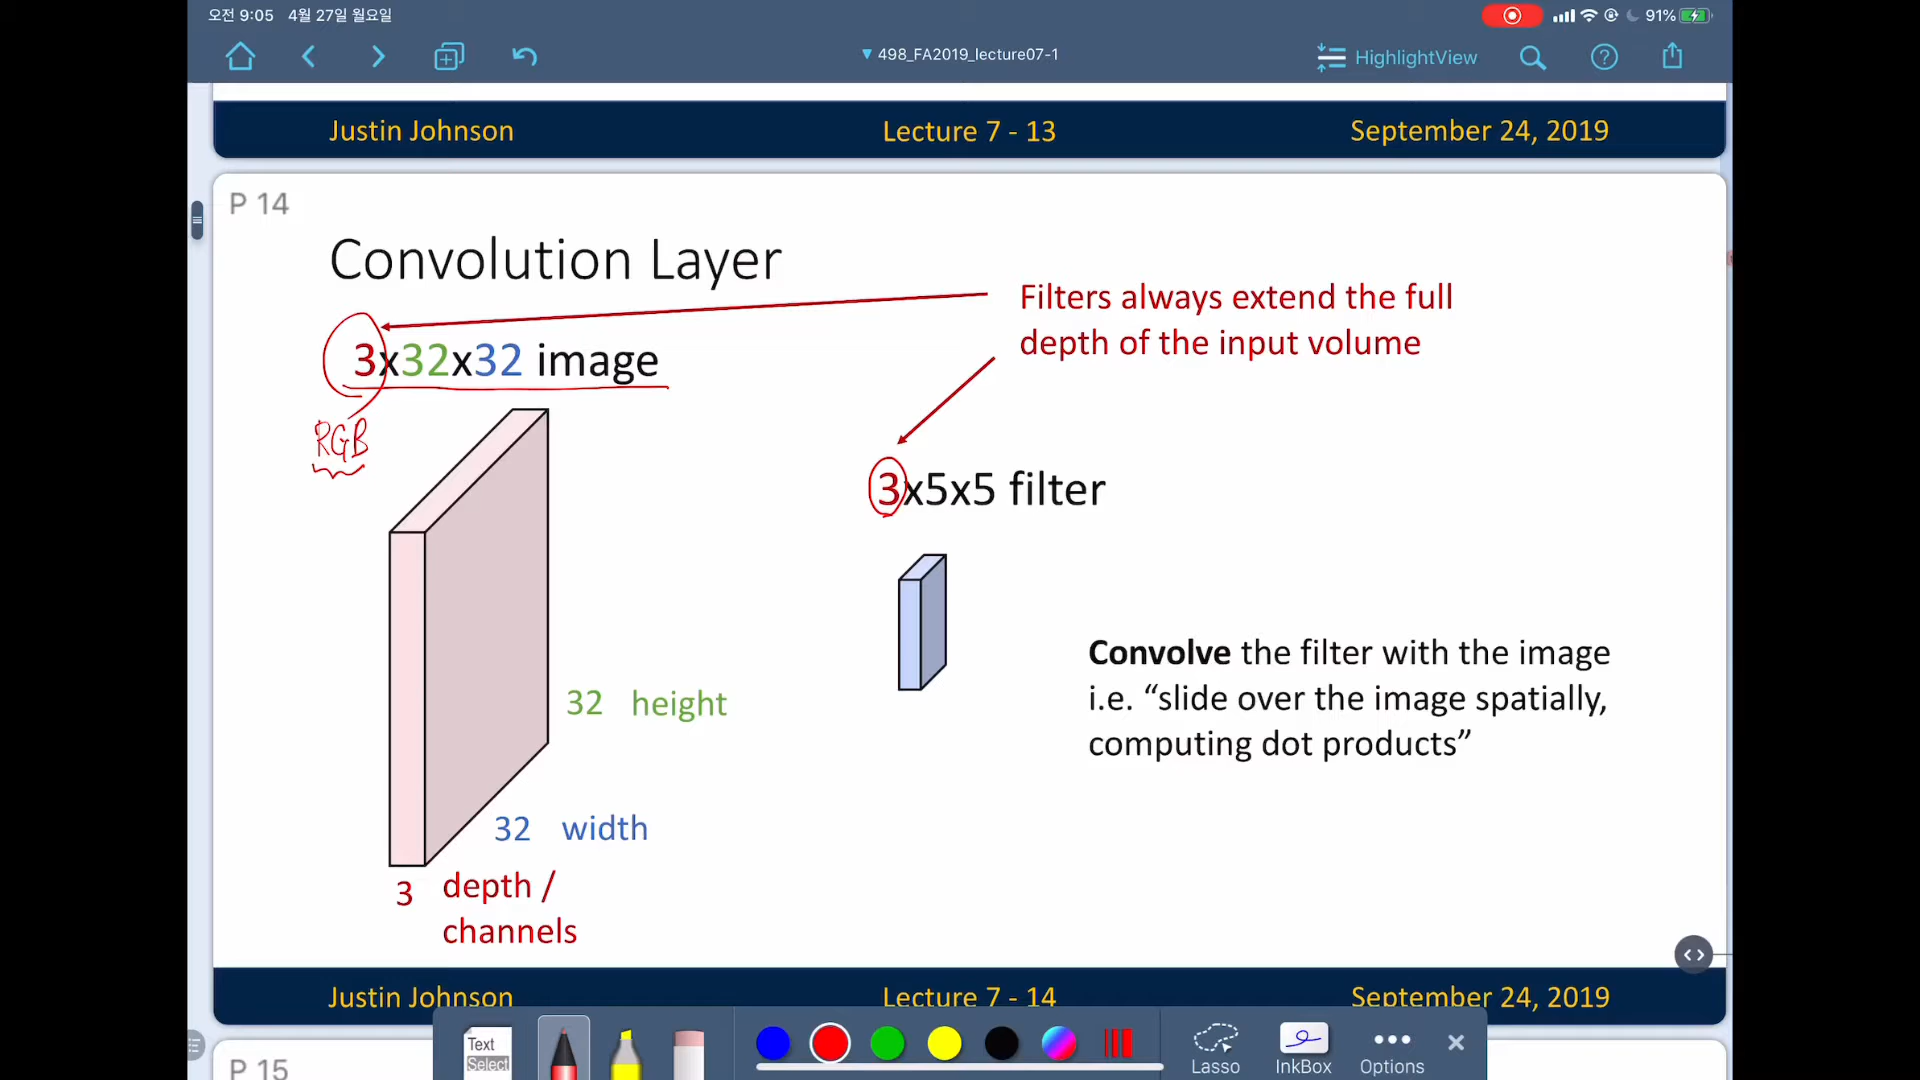 오전 9:05 4월 27일 월요일
91%
▼ 498_FA2019_lecture07-1
HighlightView
Justin Johnson Lecture 7 - 13 September 24, 2019
P 14
Convolution Layer
Filters always extend the full
depth of the input volume
3x32x32 image
RGB
3x5x5 filter
Convolve the filter with the image
i.e. “slide over the image spatially,
computing dot products”
32 height
32 width
3 depth /
channels
Justin Johnson Lecture 7 - 14 September 24, 2019
P 15
Text
Select
Lasso
InkBox
Options